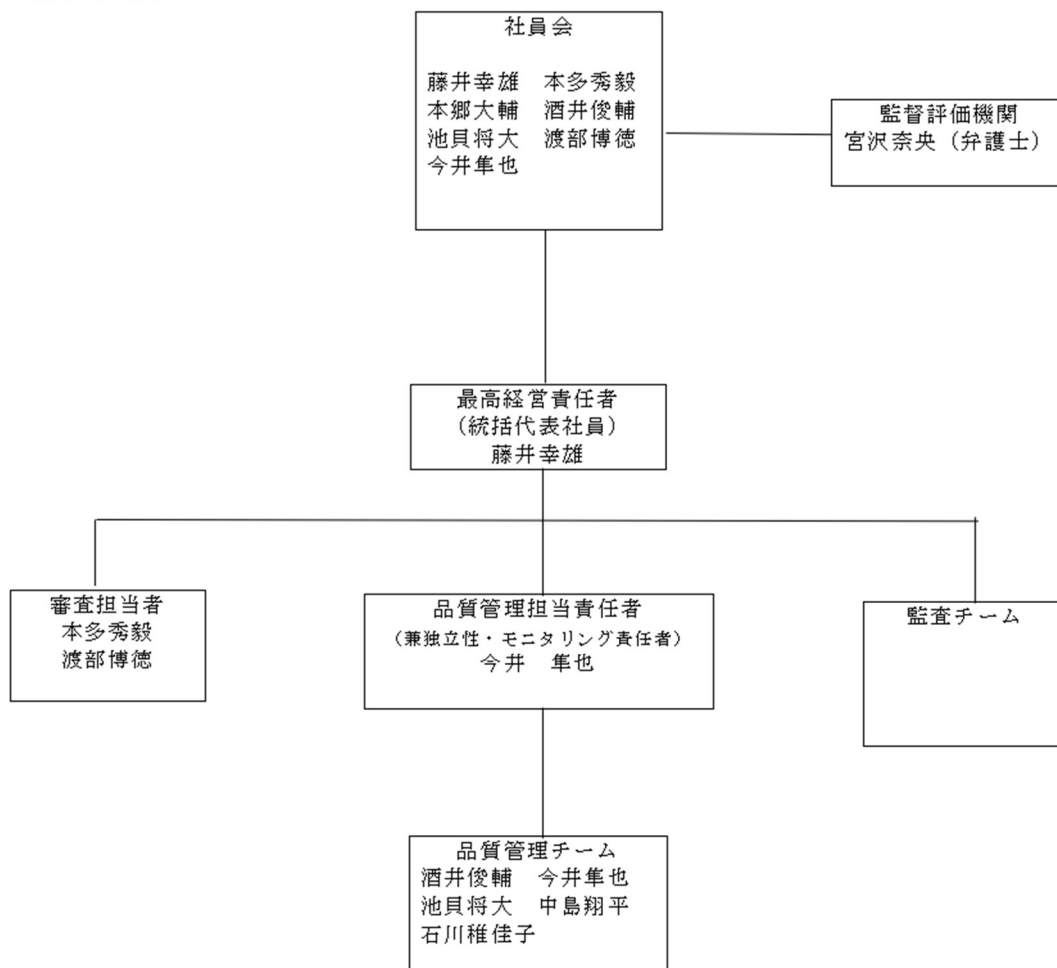 社員会
藤井幸雄　本多秀毅
本郷大輔　酒井俊輔
池貝将大　渡部博徳
今井隼也
監督評価機関
宮沢奈央（弁護士）
最高経営責任者
（統括代表社員）
藤井幸雄
審査担当者
本多秀毅
渡部博徳
品質管理担当責任者
（兼独立性・モニタリング責任者）
今井　隼也
監査チーム
品質管理チーム
酒井俊輔　今井隼也
池貝将大　中島翔平
石川稚佳子